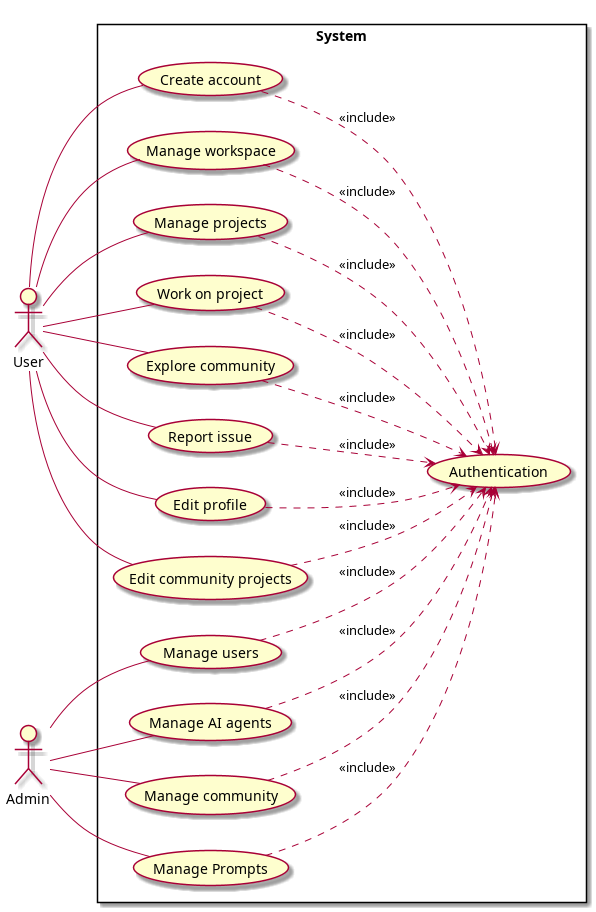 System
Create account
«include»
Manage workspace
«include»
Manage projects
«include»
Work on project
«include»
User
Explore community
«include»
Report issue
«include»
Authentication
Edit profile
«include»
«include»
Edit community projects
«include»
Manage users
«include»
Manage AI agents
«include»
Admin
Manage community
«include»
Manage Prompts